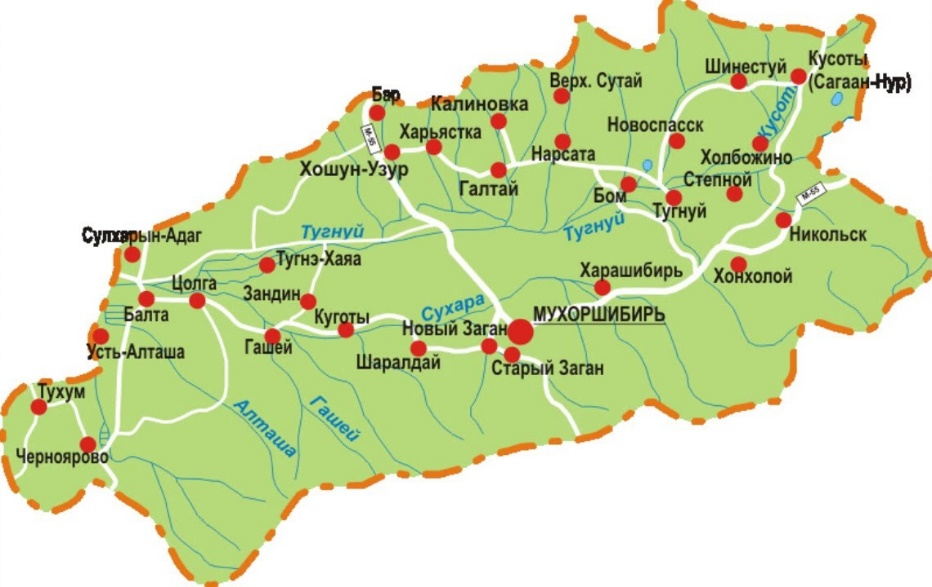 Кусоты
(Сагаан-Нур)
Шинестуй
Верх. Сутай
Бар
Калиновка
М-55
Харьястка
Новоспасск
Кусоты
Нарсата
Холбожино
Хошун-Узур
Галтай
Степной
Бом
Тугнуй
М-55
Тугнуй
Тугнуй
Никольск
Сулхарын-Адаг
Тугнэ-Хаяа
Харашибирь
Хонхолой
Цолга
Зандин
Сухара
Балта
Куготы
Новый Заган
МУХОРШИБИРЬ
Усть-Алташа
Гашей
Шаралдай
Старый Заган
Тухум
Алташа
Гашей
Черноярово